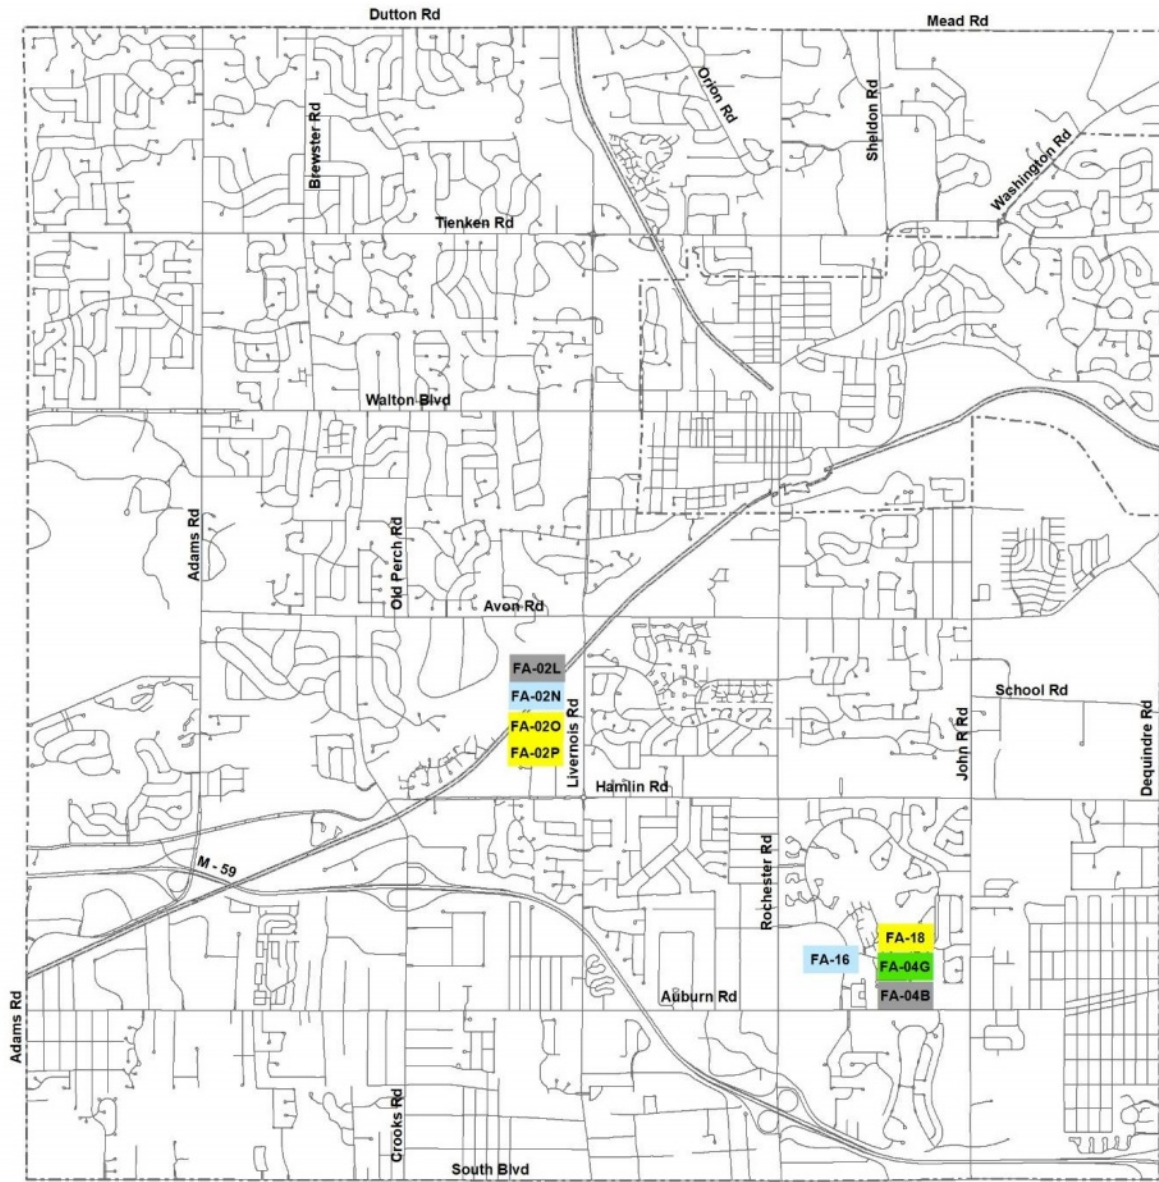 Dutton Rd
Mead Rd
Orion Rd
Sheldon Rd
Brewster Rd
Washington Rd
Tienken Rd
Walton Blvd
Adams Rd
Old Perch Rd
Avon Rd
FA-02L
FA-02N
FA-02O
FA-02P
Livernois Rd
School Rd
John R Rd
Dequindre Rd
Hamlin Rd
M - 59
Rochester Rd
FA-18
FA-16
FA-04G
FA-04B
Auburn Rd
Adams Rd
Crooks Rd
South Blvd